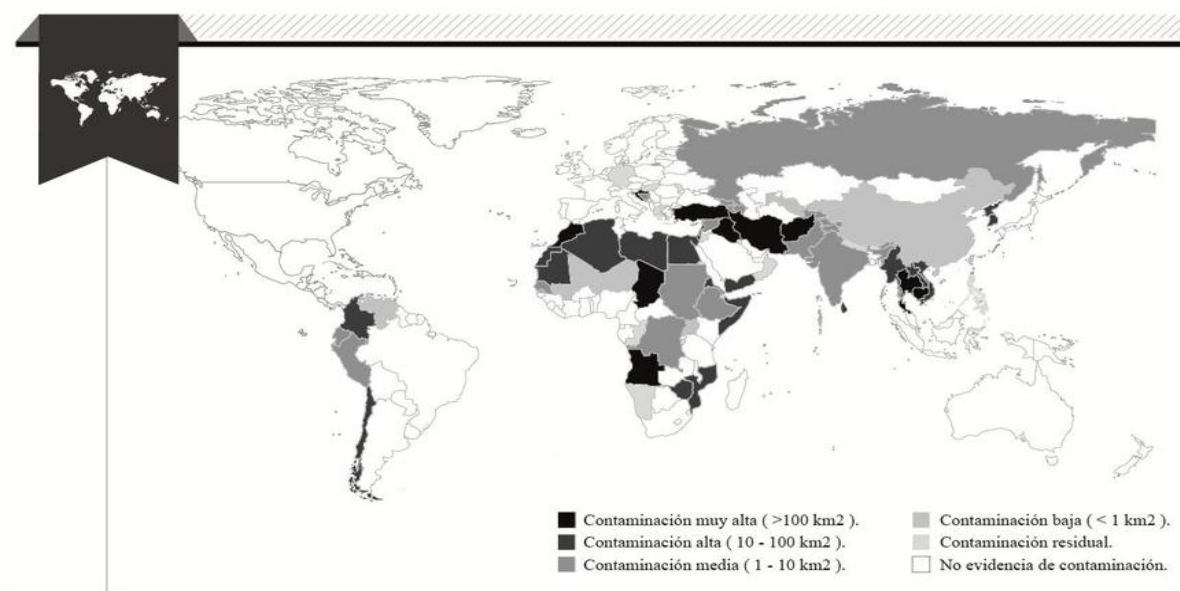 Contaminación muy alta ( >100 km2 ).
Contaminación alta ( 10 - 100 km2 ).
Contaminación media ( 1 - 10 km2 ).
Contaminación baja ( < 1 km2 ).
Contaminación residual.
No evidencia de contaminación.